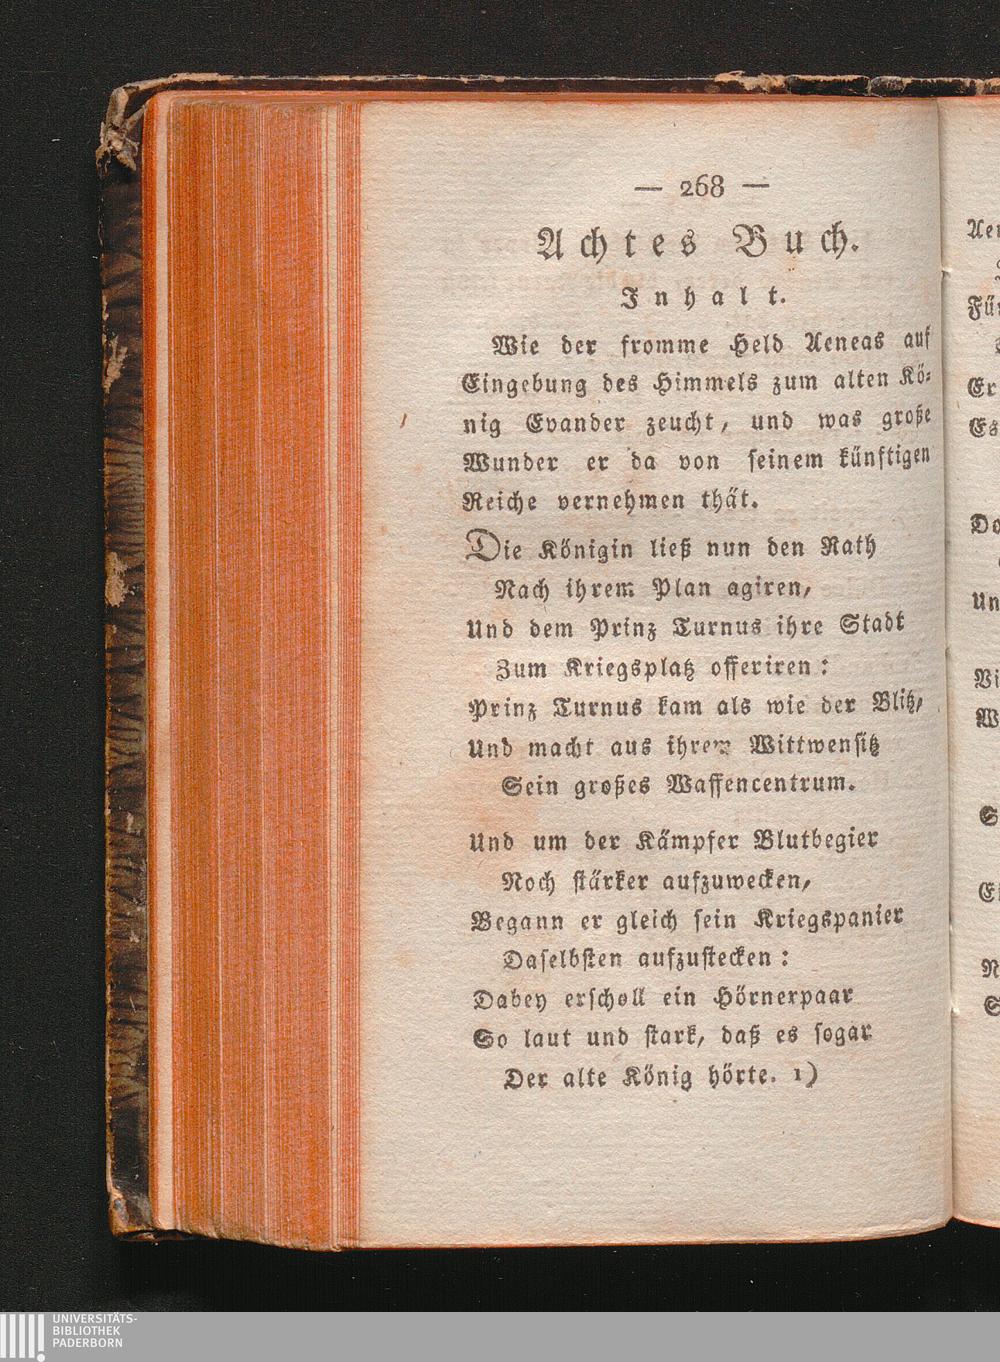 — 268 —
Achtes Buch.
Inhalt.
Wie der fromme Held Aeneas auf
Eingebung des Himmels zum alten Kö-
nig Evander zeucht, und was große
Wunder er da von seinem künftigen
Reiche vernehmen thät.
Die Königin ließ nun den Rath
Nach ihrem Plan agiren,
Und dem Prinz Turnus ihre Stadt
Zum Kriegsplatz offeriren:
Prinz Turnus kam als wie der Blitz,
Und macht aus ihrem Wittwensitz
Sein großes Waffencentrum.
Und um der Kämpfer Blutbegier
Noch stärker aufzuwecken,
Begann er gleich sein Kriegspanier
Daselbsten aufzustecken:
Dabey erscholl ein Hörnerpaar
So laut und stark, daß es sogar
Der alte König hörte. 1)
Er
Es
UNIVERSITÄTS-
BIBLIOTHEK
PADERBORN